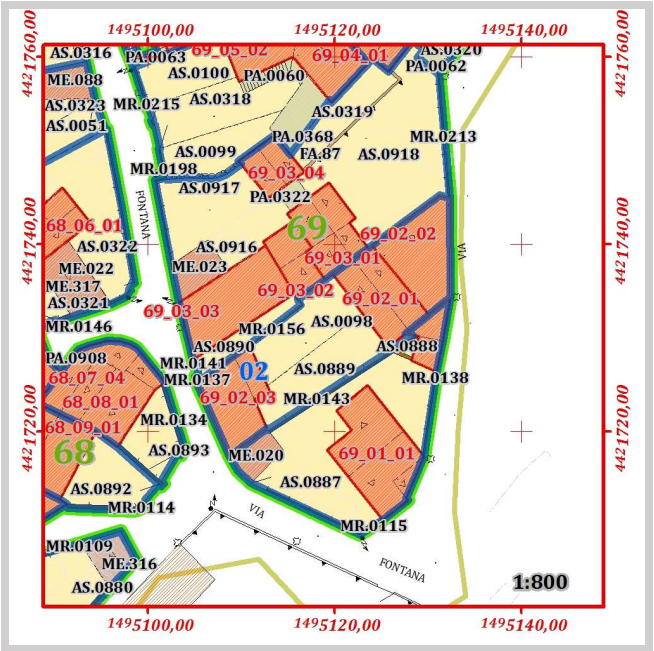 1495100,00
1495120,00
1495140,00
4421760,00
4421760,00
AS.0316
PA.0063
69_05_02
69_04_01
AS.0320
ME.088
AS.0100
PA.0060
PA.0062
AS.0323
MR.0215
AS.0318
AS.0319
AS.0051
PA.0368
MR.0213
AS.0099
FA.87
AS.0918
MR.0198
69_03_04
AS.0917
PA.0322
FONTANA
4421740,00
4421740,00
68_06_01
69
69_02_02
AS.0322
AS.0916
69_03_01
VIA
ME.022
ME.023
ME.317
69_03_02
69_02_01
AS.0321
69_03_03
MR.0146
MR.0156
AS.0098
AS.0890
AS.0888
PA.0908
MR.0141
02
AS.0889
68_07_04
MR.0137
MR.0138
68_08_01
69_02_03
MR.0143
MR.0134
4421720,00
4421720,00
68_09_01
68
AS.0893
ME.020
69_01_01
AS.0892
AS.0887
MR.0114
VIA
MR.0115
MR.0109
ME.316
FONTANA
AS.0880
1:800
1495100,00
1495120,00
1495140,00